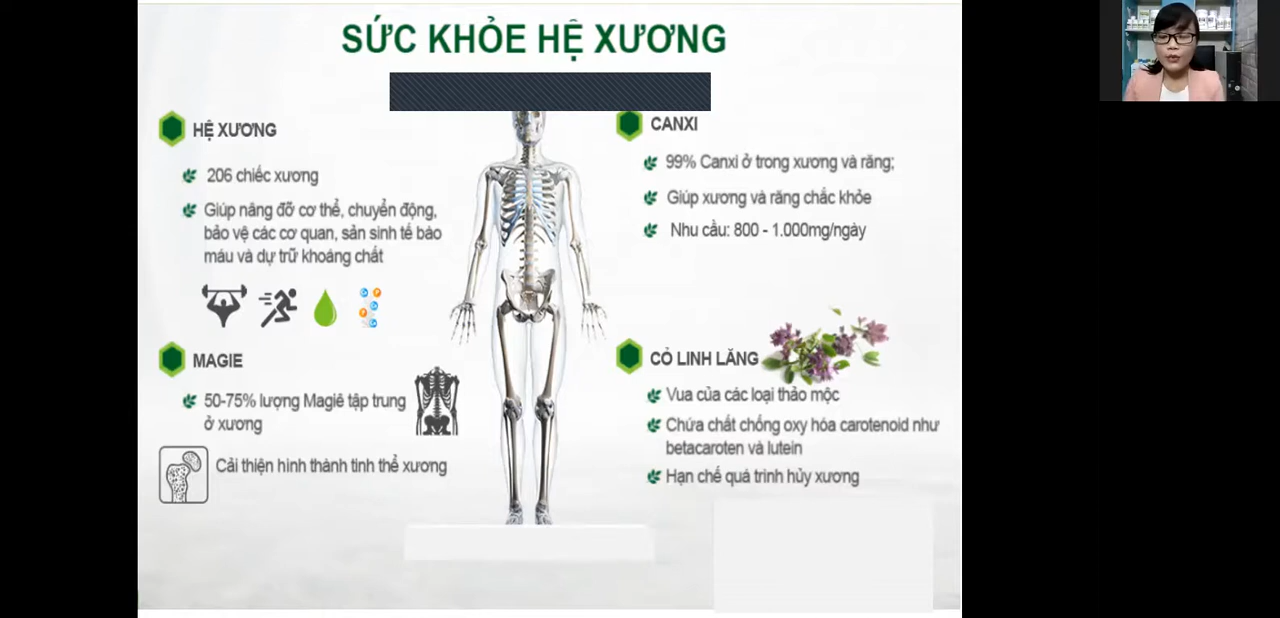 SỨC KHỎE HỆ XƯƠNG
HỆ XƯƠNG
206 chiếc xương
Giúp nâng đỡ cơ thể, chuyển động,
bảo vệ các cơ quan, sản sinh tế bào
máu và dự trữ khoáng chất
MAGIE
50-75% lượng Magiê tập trung
ở xương
Cải thiện hình thành tinh thể xương
CANXI
99% Canxi ở trong xương và răng;
Giúp xương và răng chắc khỏe
Nhu cầu: 800 - 1.000mg/ngày
CỎ LINH LĂNG
Vua của các loại thảo mộc
Chứa chất chống oxy hóa carotenoid như
betacaroten và lutein
Hạn chế quá trình hủy xương